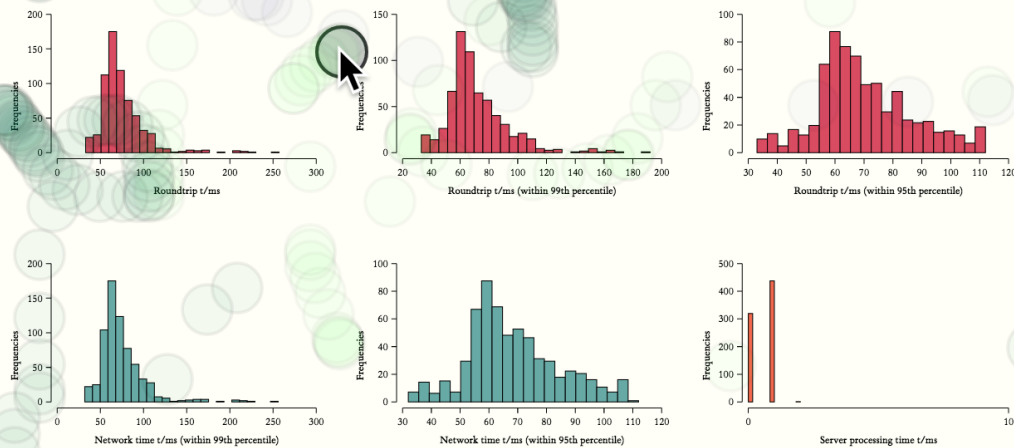 200
150
100
50
0
Frequencies
0 50 100 150 200 250 300
Roundtrip t/ms
150
100
50
0
Frequencies
20 40 60 80 100 120 140 160 180 200
Roundtrip t/ms (within 99th percentile)
100
80
60
40
20
0
Frequencies
30 40 50 60 70 80 90 100 110 120
Roundtrip t/ms (within 95th percentile)
200
150
100
50
0
Frequencies
0 50 100 150 200 250 300
Network time t/ms (within 99th percentile)
100
80
60
40
20
0
Frequencies
30 40 50 60 70 80 90 100 110 120
Network time t/ms (within 95th percentile)
500
400
300
200
100
0
Frequencies
0 10
Server processing time t/ms